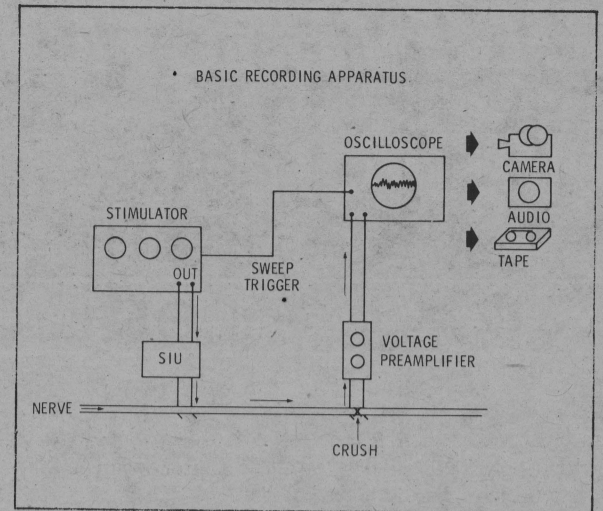 BASIC RECORDING APPARATUS
OSCILLOSCOPE
CAMERA
AUDIO
TAPE
STIMULATOR
OUT
SWEEP
TRIGGER
SIU
VOLTAGE
PREAMPLIFIER
NERVE
CRUSH